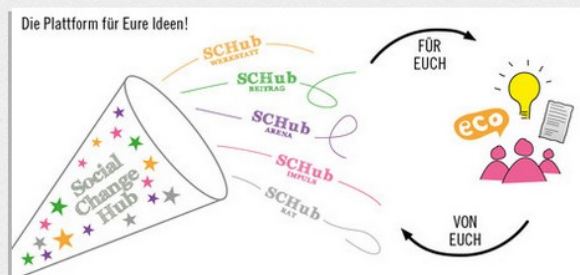 Die Plattform für Eure Ideen!
SCHub
WERKSTATT
SCHub
BEITRAG
SCHub
ARENA
SCHub
IMPULS
SCHub
RAT
Social
Change
Hub
FÜR
EUCH
eco
VON
EUCH